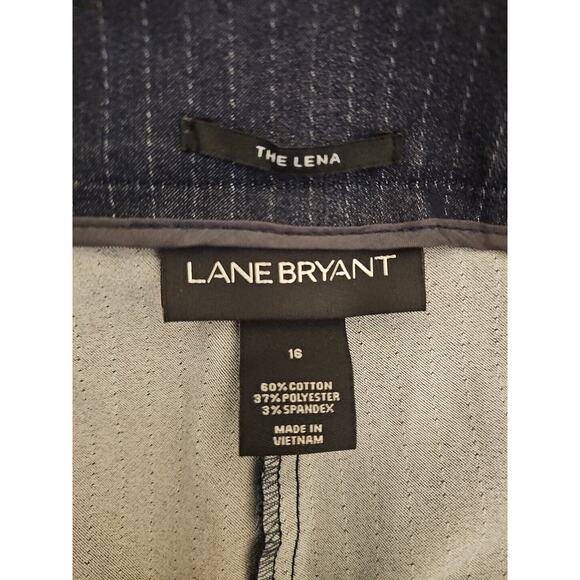 THE LENA
LANE BRYANT
16
60% COTTON
37% POLYESTER
3% SPANDEX
MADE IN
VIETNAM